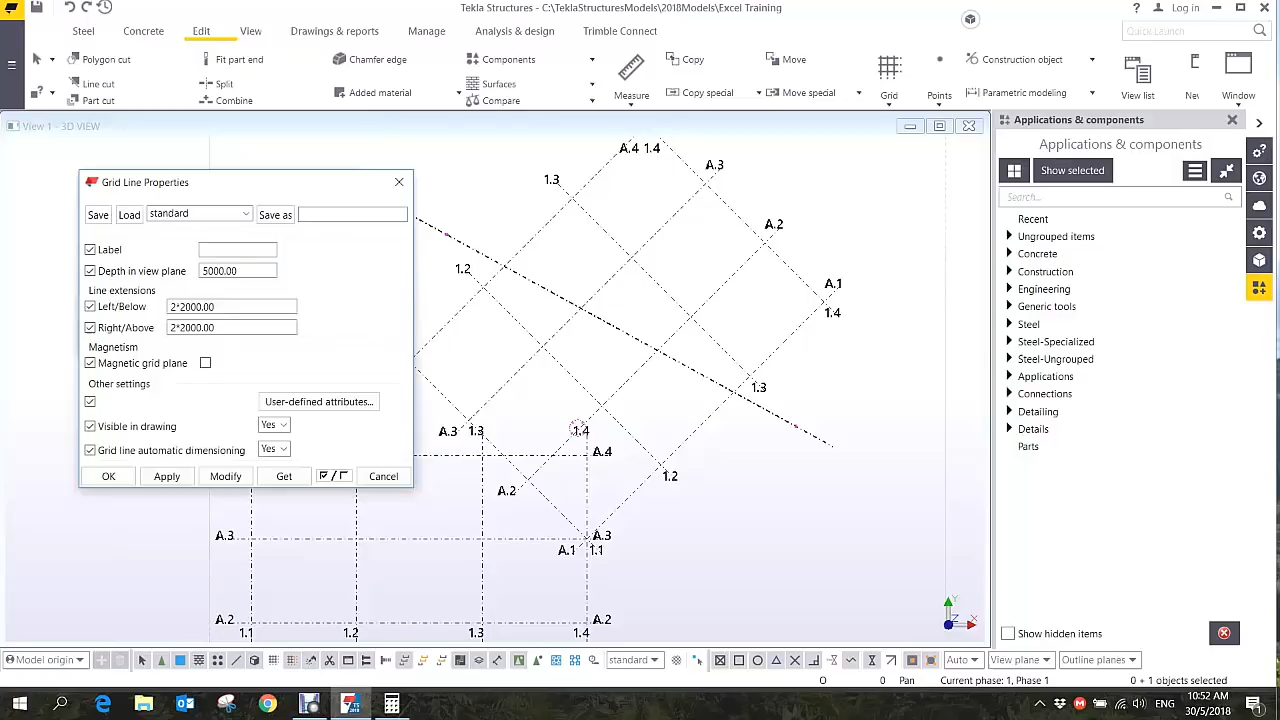 Tekla Structures - C:\TeklaStructuresModels\2018Models\Excel Training
? Log in
Steel Concrete Edit View Drawings & reports Manage Analysis & design Trimble Connect
Quick Launch
Polygon cut Fit part end Chamfer edge Components Copy Move Construction object
Line cut Split Surfaces
Part cut Combine Added material Compare Measure Copy special Move special Grid Points Parametric modeling View list Window
View 1 - 3D VIEW
Applications & components
Applications & components
Show selected
Search...
Recent
Ungrouped items
Concrete
Construction
Engineering
Generic tools
Steel
Steel-Specialized
Steel-Ungrouped
Applications
Connections
Detailing
Details
Parts
Show hidden items
Grid Line Properties
Save Load standard Save as
Label
Depth in view plane 5000.00
Line extensions
Left/Below 2*2000.00
Right/Above 2*2000.00
Magnetism
Magnetic grid plane
Other settings
User-defined attributes...
Visible in drawing Yes
Grid line automatic dimensioning Yes
OK Apply Modify Get / Cancel
A.4 1.4
A.3
1.3
A.2
1.2
A.1
1.4
1.3
A.3 1.3 1.4
A.4
1.2
A.2
A.3 A.3
A.1 1.1
A.2 A.2
1.1 1.2 1.3 1.4
Y
Z X
Model origin standard Auto View plane Outline planes
O 0 Pan Current phase: 1, Phase 1 0 + 1 objects selected
ENG
10:52 AM
30/5/2018